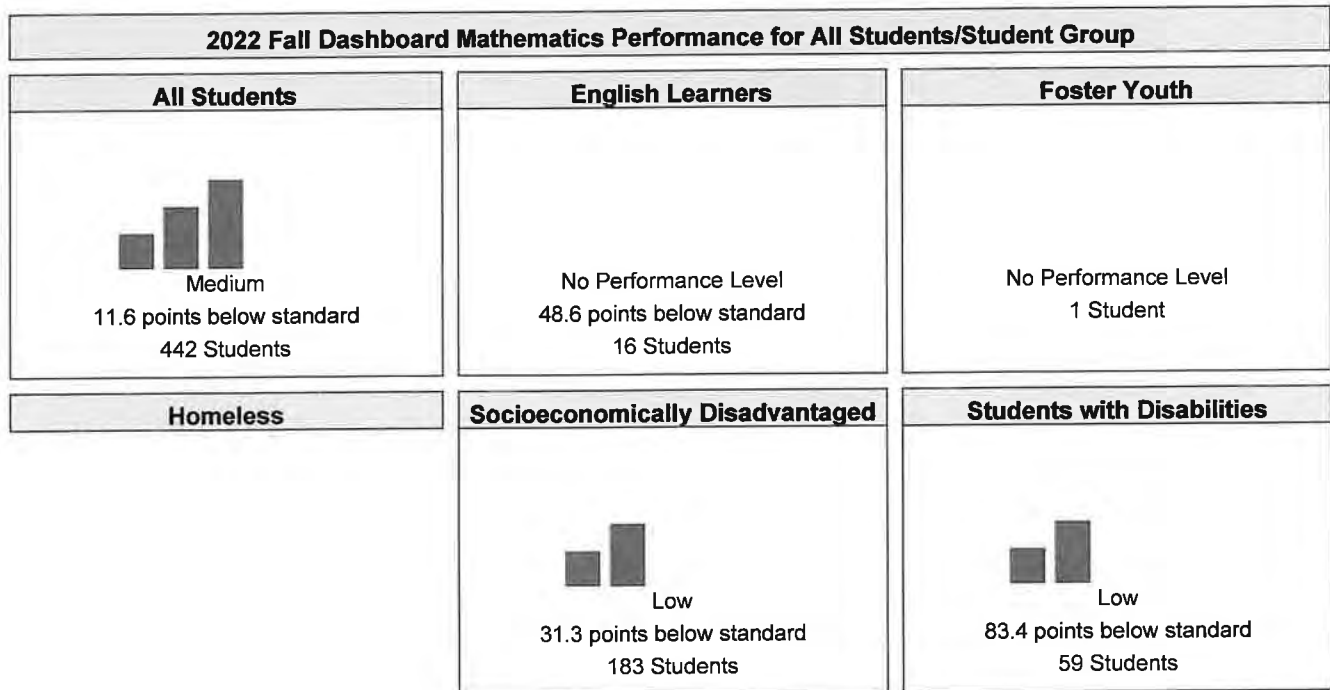 2022 Fall Dashboard Mathematics Performance for All Students/Student Group
All Students
Medium
11.6 points below standard
442 Students
English Learners
No Performance Level
48.6 points below standard
16 Students
Foster Youth
No Performance Level
1 Student
Homeless
Socioeconomically Disadvantaged
Low
31.3 points below standard
183 Students
Students with Disabilities
Low
83.4 points below standard
59 Students